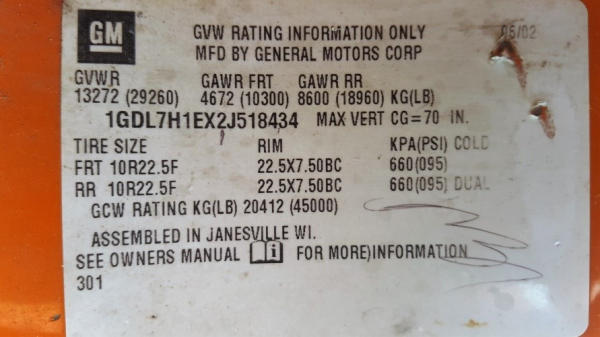 GM
GVW RATING INFORMATION ONLY 06/02
MFD BY GENERAL MOTORS CORP
GVWR GAWR FRT GAWR RR
13272 (29260) 4672 (10300) 8600 (18960) KG(LB)
1GDL7H1EX2J518434 MAX VERT CG=70 IN.
TIRE SIZE RIM KPA(PSI) COLD
FRT 10R22.5F 22.5X7.50BC 660(095)
RR 10R22.5F 22.5X7.50BC 660(095) DUAL
GCW RATING KG(LB) 20412 (45000)
ASSEMBLED IN JANESVILLE WI.
SEE OWNERS MANUAL i FOR MORE)INFORMATION
301